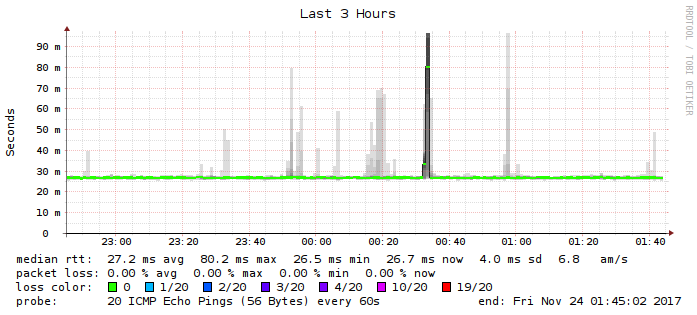 Last 3 Hours
RRDTOOL / TOBI OETIKER
Seconds
90 m
80 m
70 m
60 m
50 m
40 m
30 m
20 m
10 m
0
23:00 23:20 23:40 00:00 00:20 00:40 01:00 01:20 01:40
median rtt: 27.2 ms avg 80.2 ms max 26.5 ms min 26.7 ms now 4.0 ms sd 6.8 am/s
packet loss: 0.00 % avg 0.00 % max 0.00 % min 0.00 % now
loss color: 0 1/20 2/20 3/20 4/20 10/20 19/20
probe: 20 ICMP Echo Pings (56 Bytes) every 60s end: Fri Nov 24 01:45:02 2017